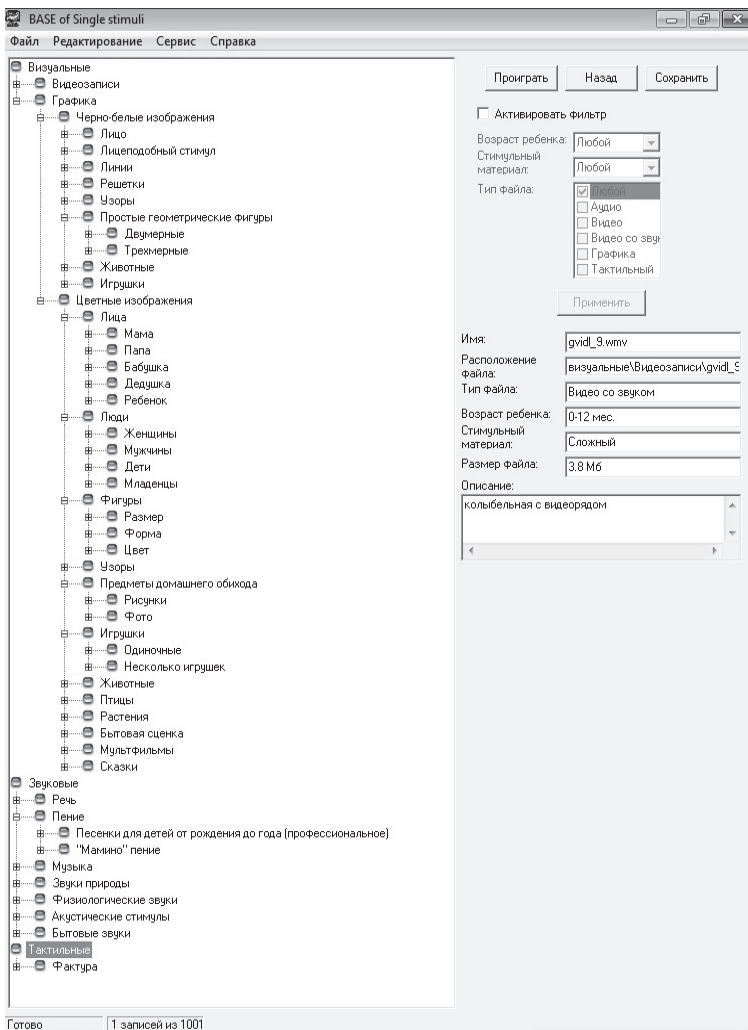 BASE of Single stimuli
Файл Редактирование Сервис Справка
Визуальные
Видеозаписи
Графика
Черно-белые изображения
Лицо
Лицеподобный стимул
Линии
Решетки
Узоры
Простые геометрические фигуры
Двумерные
Трехмерные
Животные
Игрушки
Цветные изображения
Лица
Мама
Папа
Бабушка
Дедушка
Ребенок
Люди
Женщины
Мужчины
Дети
Младенцы
Фигуры
Размер
Форма
Цвет
Узоры
Предметы домашнего обихода
Рисунки
Фото
Игрушки
Одиночные
Несколько игрушек
Животные
Птицы
Растения
Бытовая сценка
Мультфильмы
Сказки
Звуковые
Речь
Пение
Песенки для детей от рождения до года (профессиональное)
"Мамино" пение
Музыка
Звуки природы
Физиологические звуки
Акустические стимулы
Бытовые звуки
Тактильные
Фактура
Проиграть Назад Сохранить
Активировать фильтр
Возраст ребенка: Любой
Стимульный
материал: Любой
Тип файла: Любой
Аудио
Видео
Видео со звук
Графика
Тактильный
Применить
Имя: gvidl_9.wmv
Расположение
файла: визуальные\Видеозаписи\gvidl_9
Тип файла: Видео со звуком
Возраст ребенка: 0-12 мес.
Стимульный
материал: Сложный
Размер файла: 3.8 Мб
Описание:
колыбельная с видеорядом
Готово 1 записей из 1001